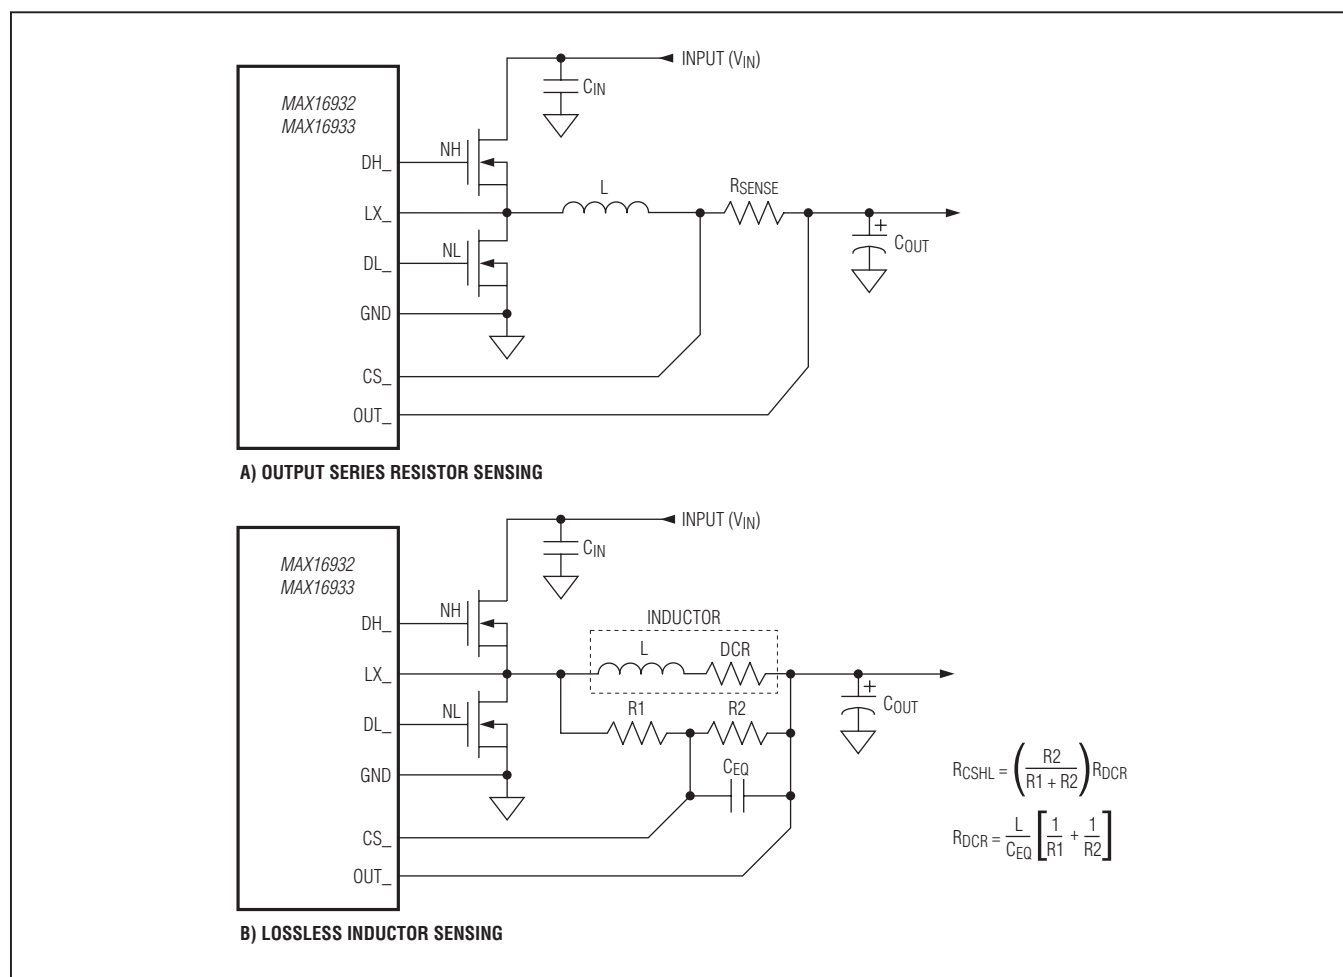 INPUT (VIN)
CIN
MAX16932
MAX16933
DH_
NH
LX_
L
RSENSE
DL_
NL
+
COUT
GND
CS_
OUT_
A) OUTPUT SERIES RESISTOR SENSING
INPUT (VIN)
CIN
MAX16932
MAX16933
DH_
NH
INDUCTOR
LX_
L
DCR
+
COUT
DL_
NL
R1
R2
GND
CEQ
CS_
OUT_
RCSHL = (R2 / R1 + R2) RDCR
RDCR = L / CEQ [1 / R1 + 1 / R2]
B) LOSSLESS INDUCTOR SENSING